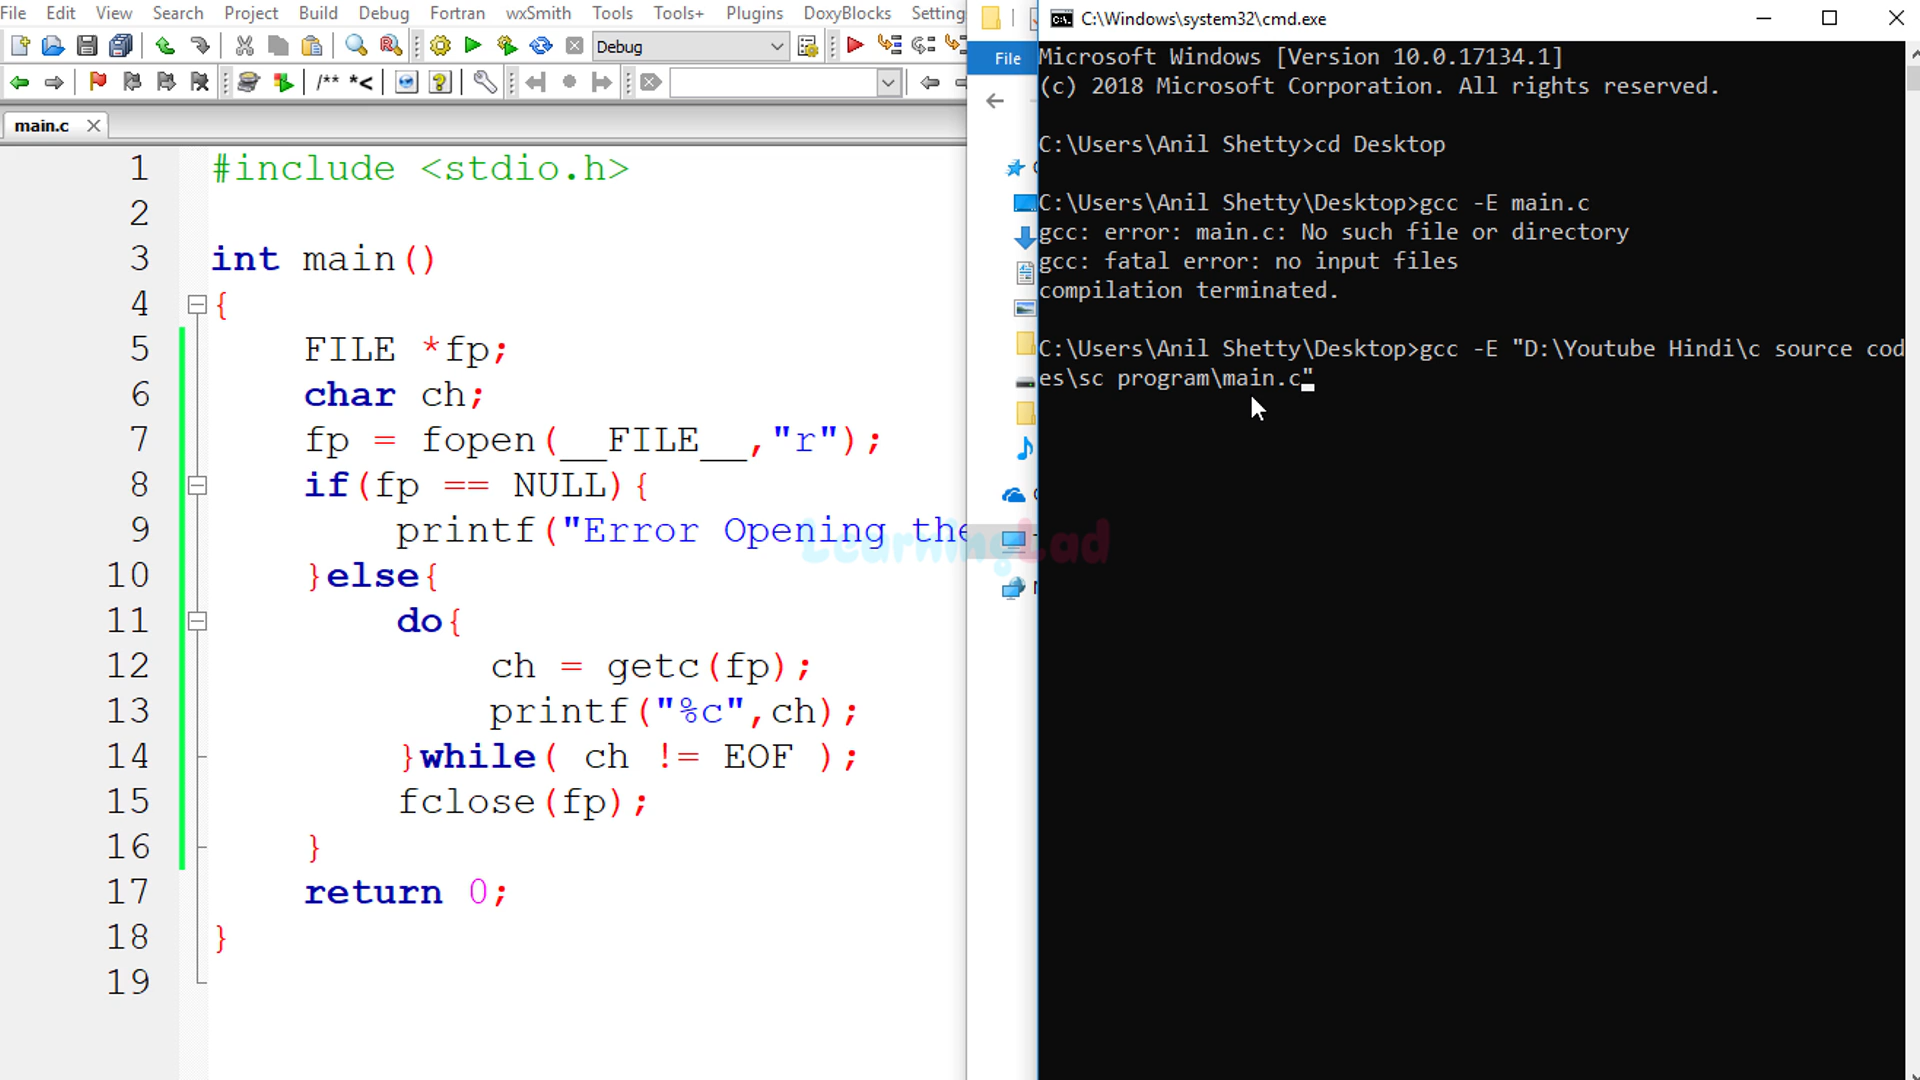 File Edit View Search Project Build Debug Fortran wxSmith Tools Tools+ Plugins DoxyBlocks Setting
Debug
/** *<
main.c
1 #include <stdio.h>
2
3 int main()
4 {
5 FILE *fp;
6 char ch;
7 fp = fopen(__FILE__,"r");
8 if(fp == NULL){
9 printf("Error Opening the
10 }else{
11 do{
12 ch = getc(fp);
13 printf("%c",ch);
14 }while( ch != EOF );
15 fclose(fp);
16 }
17 return 0;
18 }
19
LearningLad
File
C:\Windows\system32\cmd.exe
Microsoft Windows [Version 10.0.17134.1]
(c) 2018 Microsoft Corporation. All rights reserved.
C:\Users\Anil Shetty>cd Desktop
C:\Users\Anil Shetty\Desktop>gcc -E main.c
gcc: error: main.c: No such file or directory
gcc: fatal error: no input files
compilation terminated.
C:\Users\Anil Shetty\Desktop>gcc -E "D:\Youtube Hindi\c source cod
es\sc program\main.c"